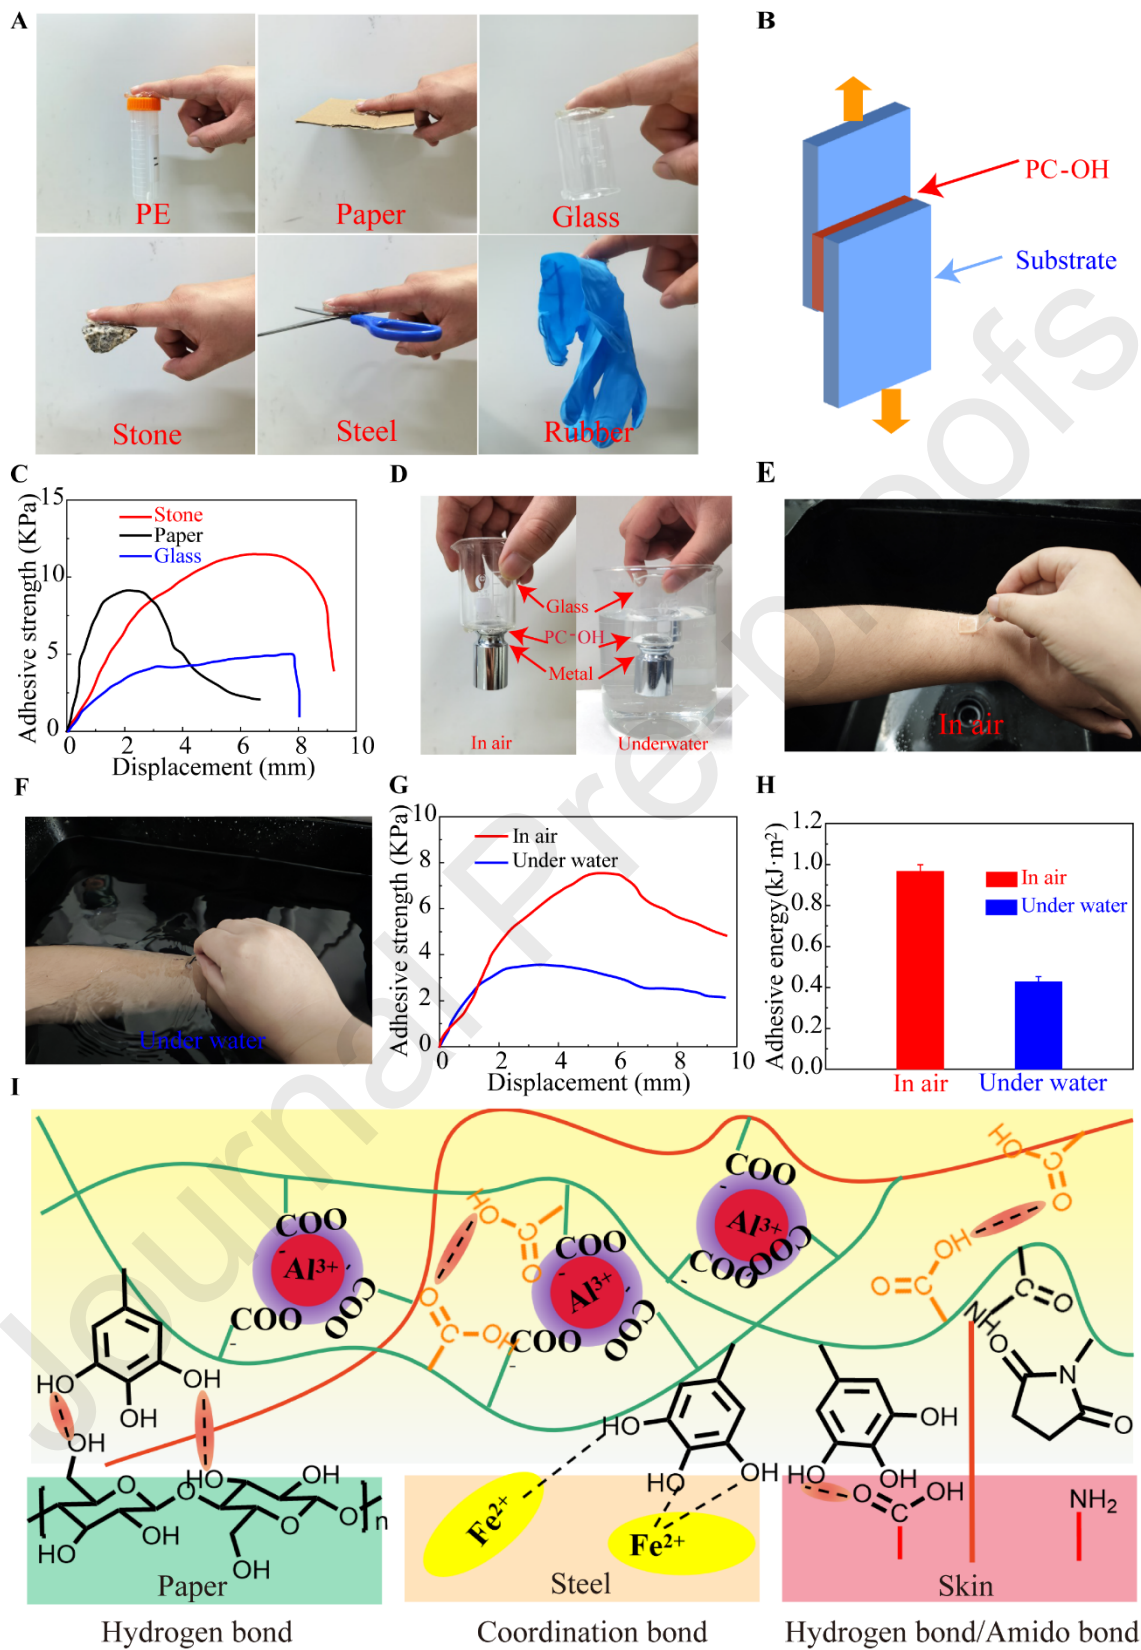 A
PE
Paper
Glass
Stone
Steel
Rubber
B
PC-OH
Substrate
C
Adhesive strength (KPa)
15
10
5
0
Stone
Paper
Glass
0 2 4 6 8 10
Displacement (mm)
D
Glass
PC-OH
Metal
In air
Underwater
E
In air
F
Under water
G
Adhesive strength (KPa)
10
8
6
4
2
0
In air
Under water
0 2 4 6 8 10
Displacement (mm)
H
Adhesive energy(kJ·m²)
1.2
1.0
0.8
0.6
0.4
0.2
0.0
In air
Under water
In air Under water
I
COO
-
Al³⁺
COO
-
COO
-
HO
C
O
O
C
OH
COO
-
Al³⁺
COO
-
COO
-
COO
-
Al³⁺
COO
-
COO
-
HO
C
O
OH
O
C
NH
C
O
O
N
O
HO
OH
OH
OH
HO
OH
O
O
OH
HO
OH
O
O
n
OH
Paper
HO
HO
OH
Fe²⁺
Fe²⁺
Steel
OH
OH
HO
O
C
OH
NH₂
Skin
Hydrogen bond
Coordination bond
Hydrogen bond/Amido bond
Journal Pre-proofs